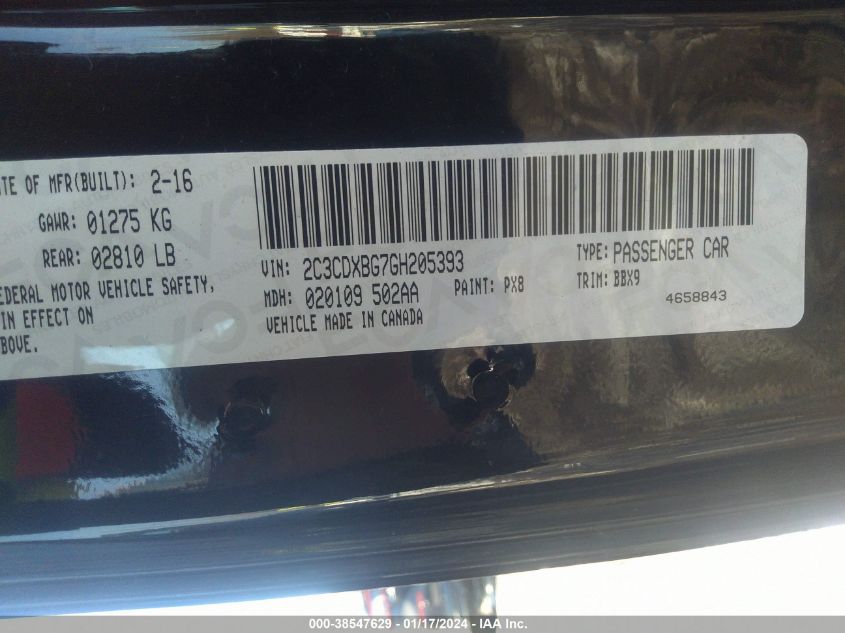 TE OF MFR(BUILT): 2-16
GAWR: 01275 KG
REAR: 02810 LB
EDERAL MOTOR VEHICLE SAFETY,
IN EFFECT ON
BOVE.
VIN: 2C3CDXBG7GH205393
TYPE: PASSENGER CAR
MDH: 020109 502AA
PAINT: PX8
TRIM: BBX9
VEHICLE MADE IN CANADA
4658843
000-38547629 - 01/17/2024 - IAA Inc.